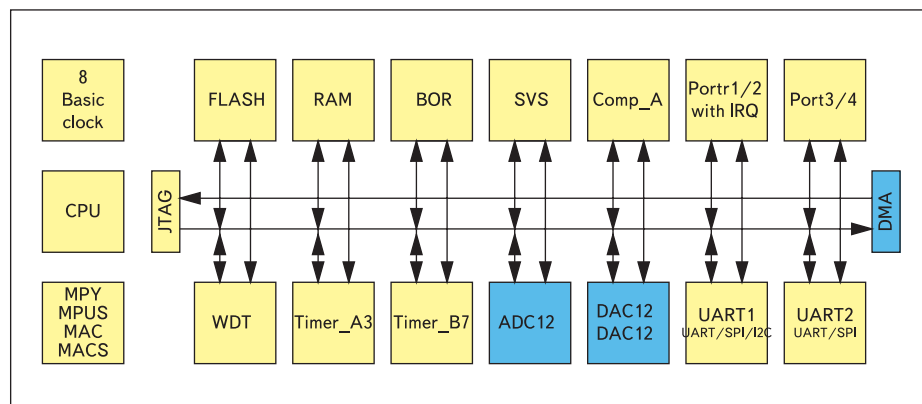 8
Basic
clock
FLASH
RAM
BOR
SVS
Comp_A
Portr1/2
with IRQ
Port3/4
CPU
JTAG
DMA
MPY
MPUS
MAC
MACS
WDT
Timer_A3
Timer_B7
ADC12
DAC12
DAC12
UART1
UART/SPI/I2C
UART2
UART/SPI